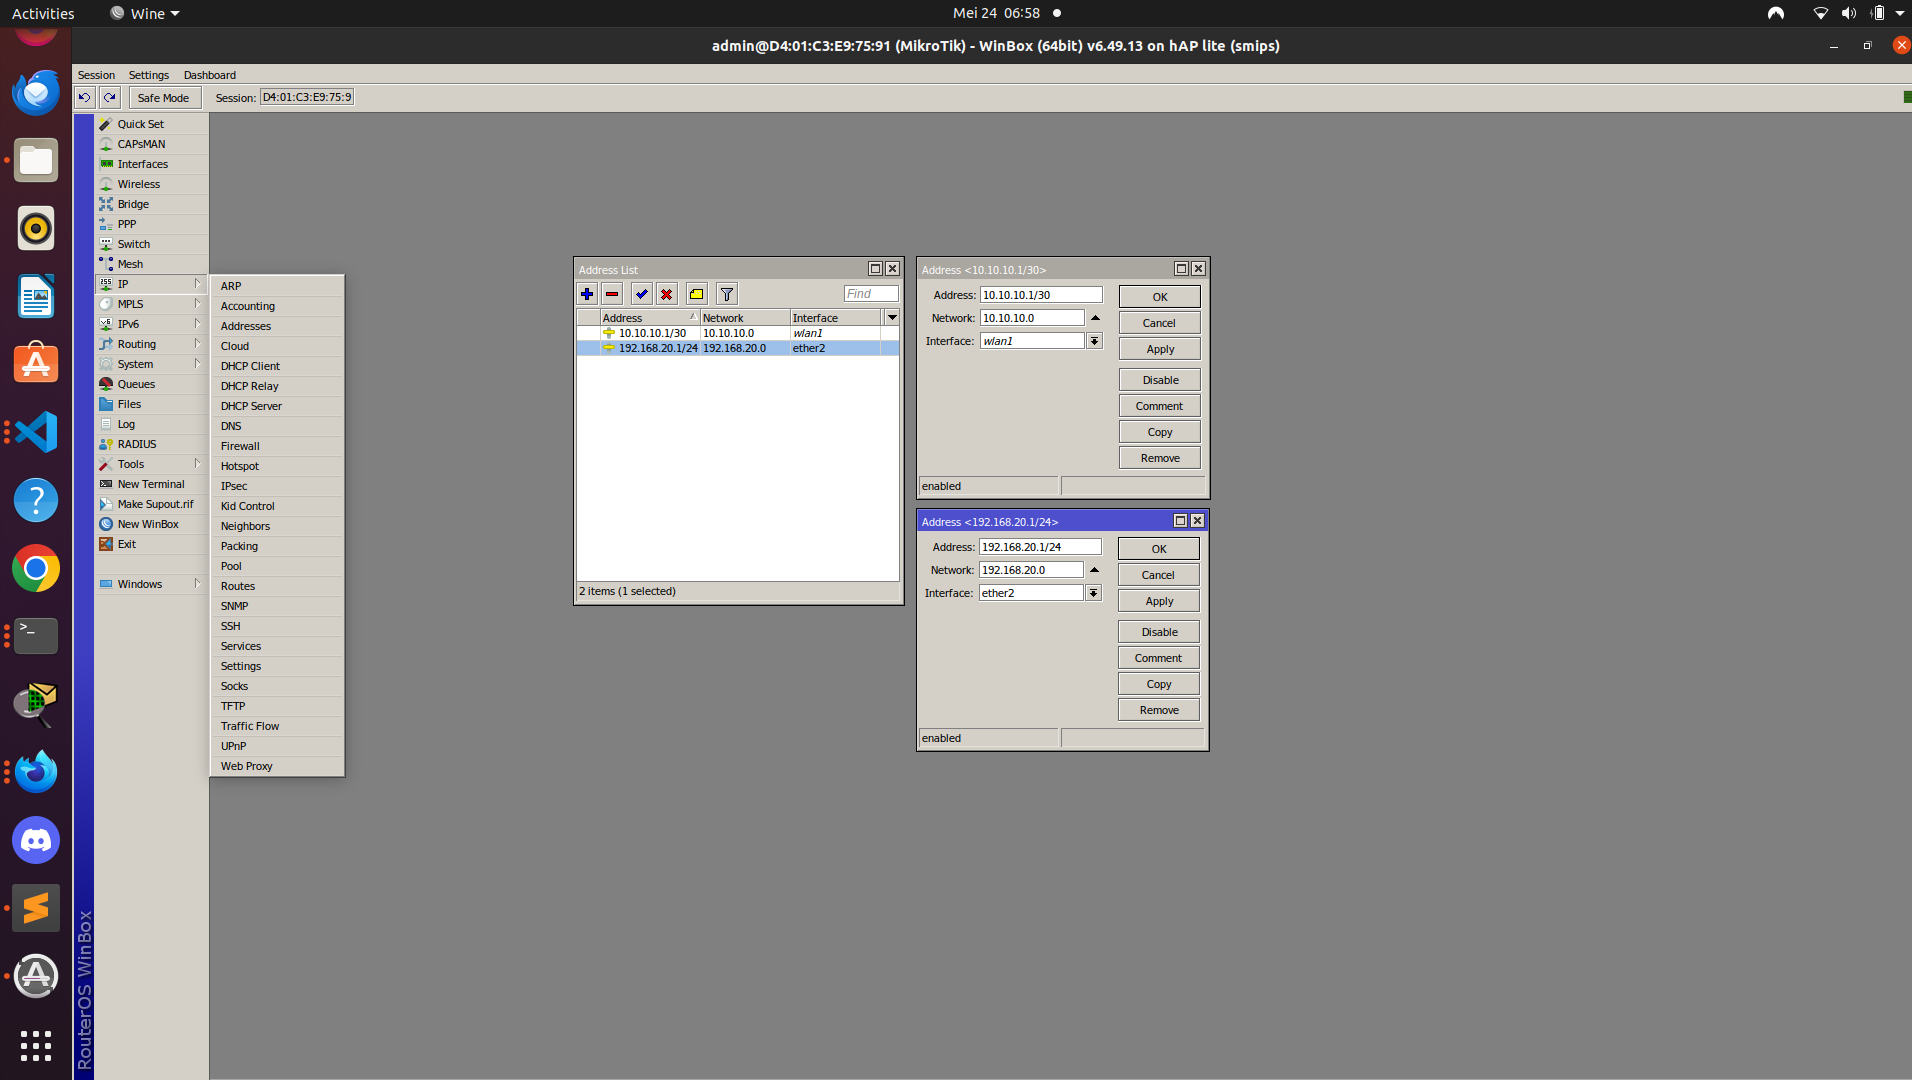 Activities
Wine
Mei 24 06:58
admin@D4:01:C3:E9:75:91 (MikroTik) - WinBox (64bit) v6.49.13 on hAP lite (smips)
Session Settings Dashboard
Safe Mode
Session: D4:01:C3:E9:75:9
Quick Set
CAPsMAN
Interfaces
Wireless
Bridge
PPP
Switch
Mesh
IP
MPLS
IPv6
Routing
System
Queues
Files
Log
RADIUS
Tools
New Terminal
Make Supout.rif
New WinBox
Exit
Windows
RouterOS WinBox
ARP
Accounting
Addresses
Cloud
DHCP Client
DHCP Relay
DHCP Server
DNS
Firewall
Hotspot
IPsec
Kid Control
Neighbors
Packing
Pool
Routes
SNMP
SSH
Services
Settings
Socks
TFTP
Traffic Flow
UPnP
Web Proxy
Address List
Find
Address Network Interface
10.10.10.1/30 10.10.10.0 wlan1
192.168.20.1/24 192.168.20.0 ether2
2 items (1 selected)
Address <10.10.10.1/30>
Address: 10.10.10.1/30
Network: 10.10.10.0
Interface: wlan1
OK
Cancel
Apply
Disable
Comment
Copy
Remove
enabled
Address <192.168.20.1/24>
Address: 192.168.20.1/24
Network: 192.168.20.0
Interface: ether2
OK
Cancel
Apply
Disable
Comment
Copy
Remove
enabled